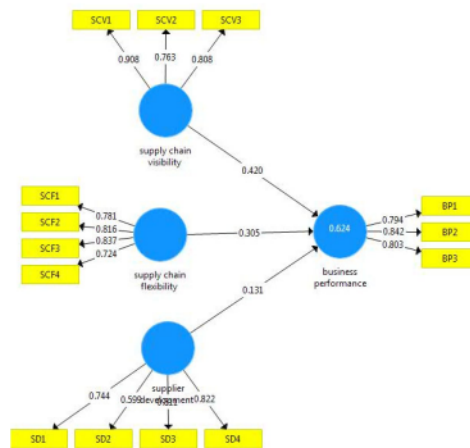 SCV1 SCV2 SCV3
0.908 0.763 0.808
supply chain
visibility
0.420
SCF1
SCF2
SCF3
SCF4
0.781
0.816
0.837
0.724
supply chain
flexibility
0.305
0.624
business
performance
0.794
0.842
0.803
BP1
BP2
BP3
0.131
supplier
development
0.744 0.599 0.822
SD1 SD2 SD3 SD4